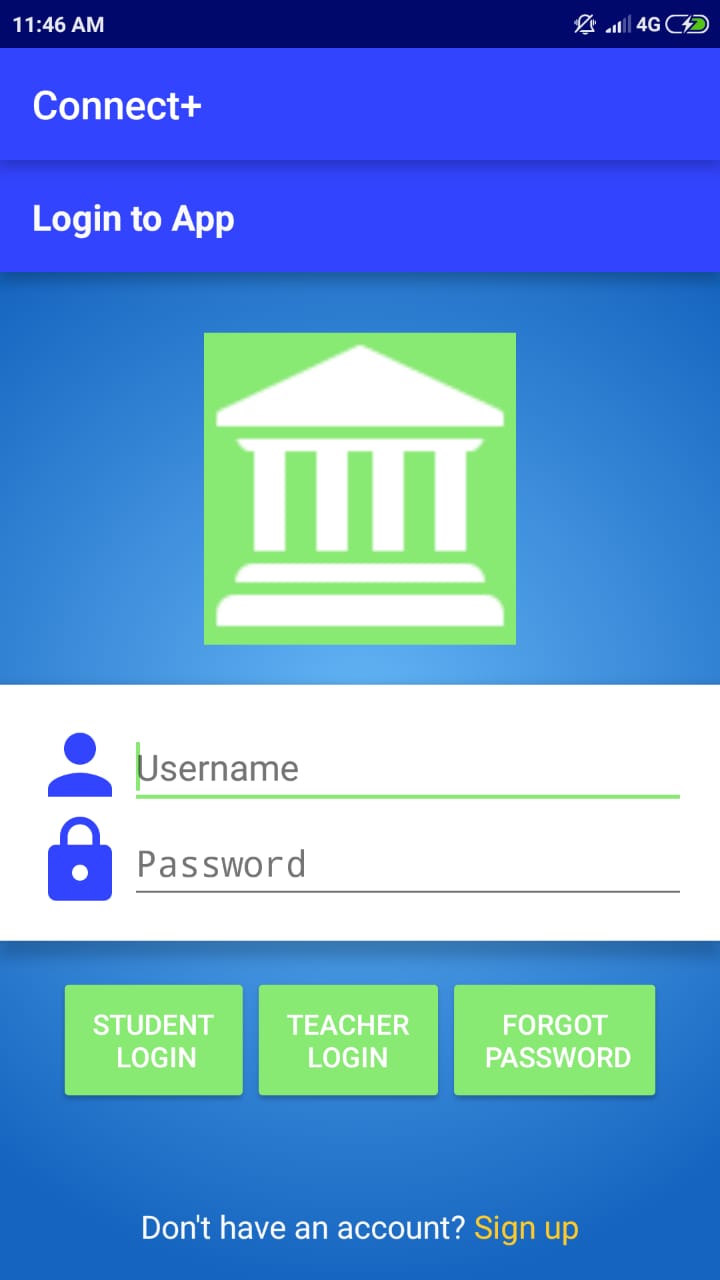 11:46 AM 4G
Connect+
Login to App
Username
Password
STUDENT
LOGIN
TEACHER
LOGIN
FORGOT
PASSWORD
Don't have an account? Sign up